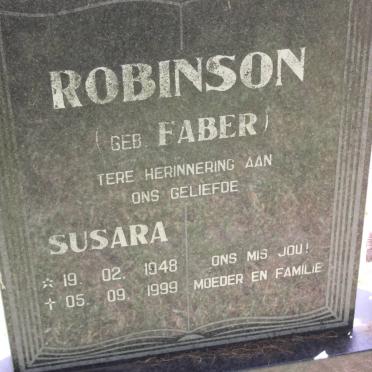 ROBINSON
(GEB. FABER)
TERE HERINNERING AAN
ONS GELIEFDE
SUSARA
☆ 19. 02. 1948
✝ 05. 09. 1999
ONS MIS JOU!
MOEDER EN FAMILIE